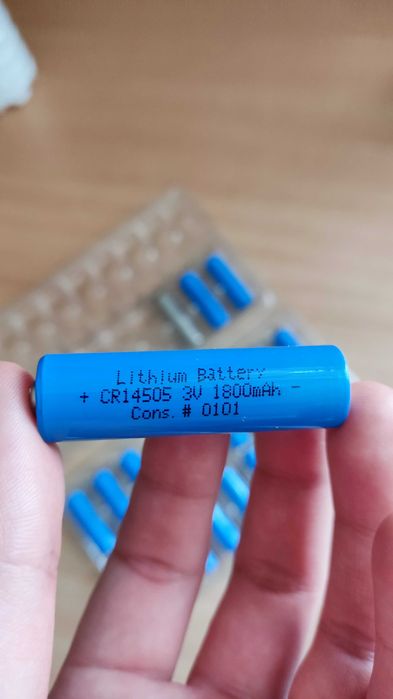 Lithium Battery
+ CR14505 3V 1800mAh -
Cons. # 0101